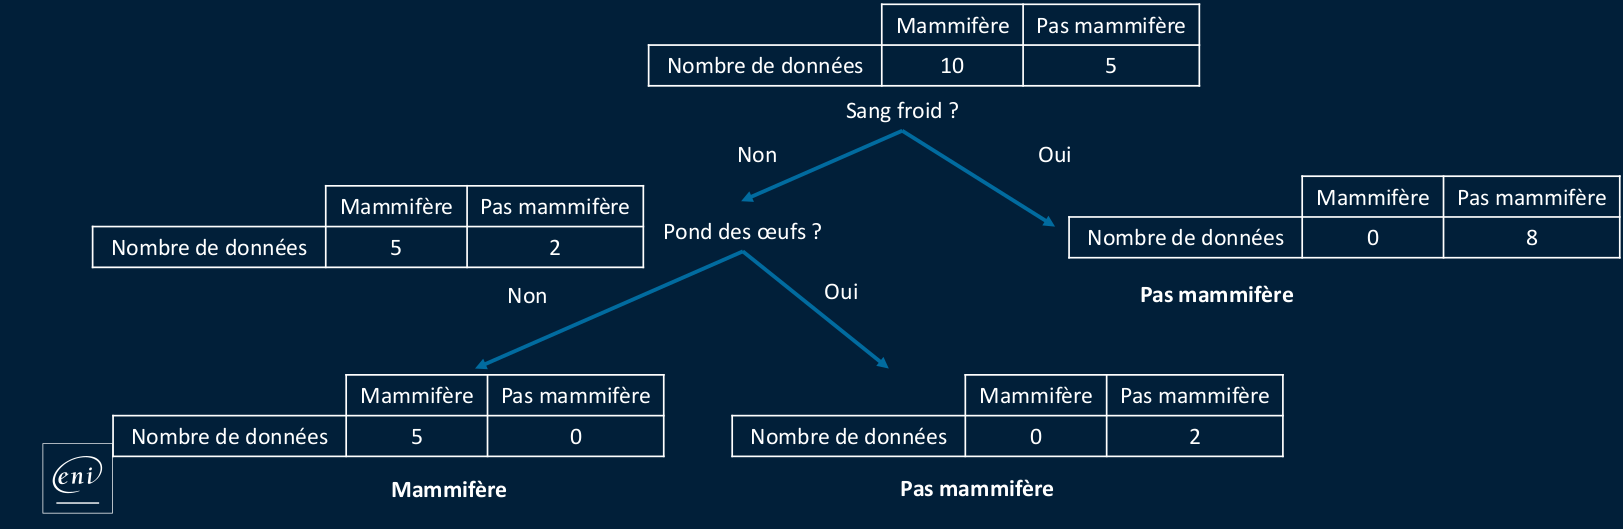 Mammifère Pas mammifère
Nombre de données 10 5
Sang froid ?
Non Oui
Mammifère Pas mammifère
Nombre de données 5 2
Pond des œufs ?
Mammifère Pas mammifère
Nombre de données 0 8
Pas mammifère
Non Oui
Mammifère Pas mammifère
Nombre de données 5 0
Mammifère
Mammifère Pas mammifère
Nombre de données 0 2
Pas mammifère
eni